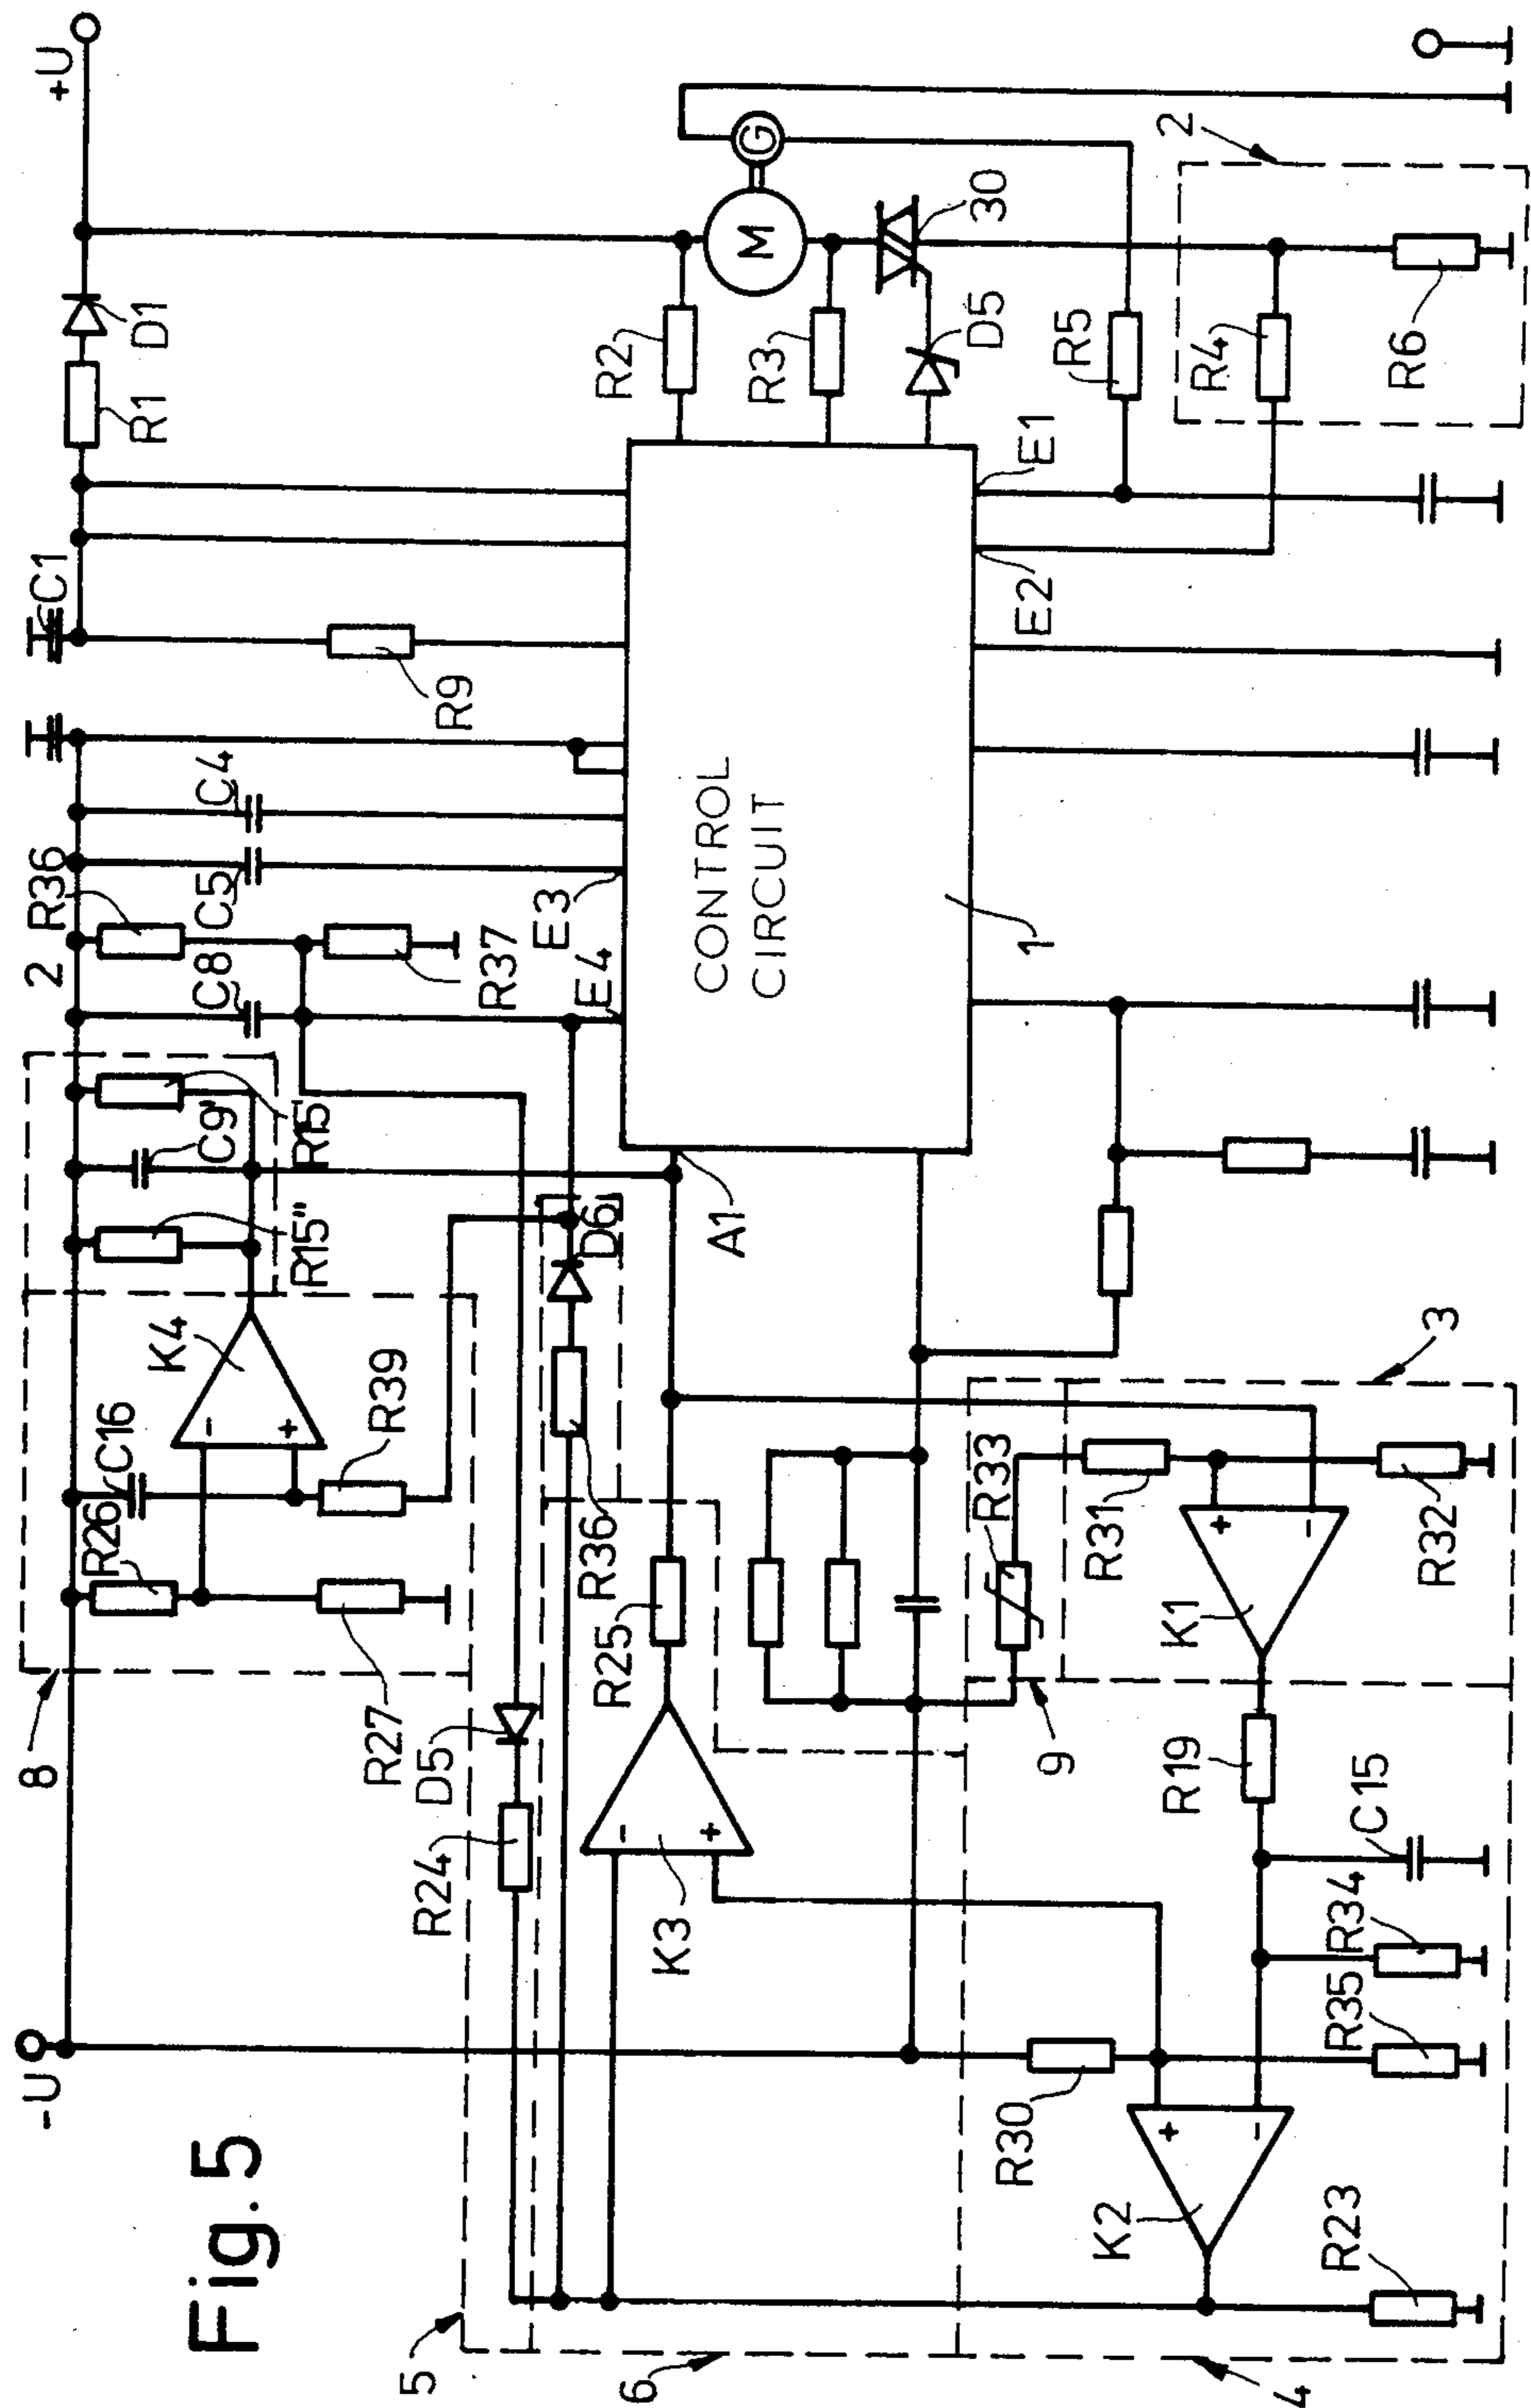 Fig. 5
-U
+U
8
R26
C16
K4
-
+
R39
R27
R15"
C9'
R15'
2
C8
R36
C5
C4
C1
R1
D1
R37
E3
E4
R9
R2
R3
M
G
30
D5
R5
2
R4
R6
E1
E2
CONTROL
CIRCUIT
1
A1
D6
R36
D5
R24
R25
K3
-
+
5
6
4
9
3
R33
R31
R32
K1
+
-
R19
C15
R34
R35
R30
K2
+
-
R23